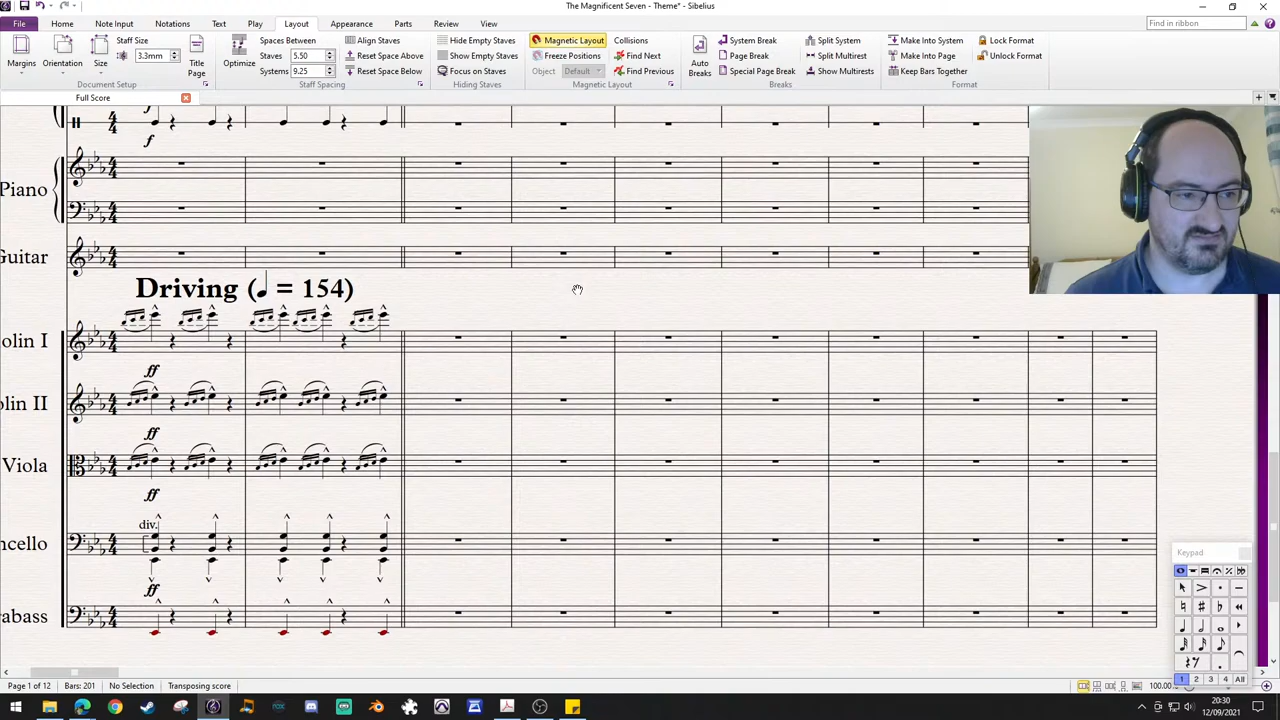 The Magnificent Seven - Theme* - Sibelius
File Home Note Input Notations Text Play Layout Appearance Parts Review View
Find in ribbon
Margins Orientation Size
Staff Size
3.3mm
Title Page
Document Setup
Optimize
Spaces Between
Staves 5.50
Systems 9.25
Align Staves
Reset Space Above
Reset Space Below
Staff Spacing
Hide Empty Staves
Show Empty Staves
Focus on Staves
Hiding Staves
Magnetic Layout
Freeze Positions
Object Default
Collisions
Find Next
Find Previous
Magnetic Layout
Auto Breaks
System Break
Page Break
Special Page Break
Split System
Split Multirest
Show Multirests
Breaks
Make Into System
Make Into Page
Keep Bars Together
Lock Format
Unlock Format
Format
Full Score
f
Piano
Guitar
Driving (♩ = 154)
olin I
ff
olin II
ff
Viola
ff
div.
ncello
ff
abass
Keypad
1 2 3 4 All
Page 1 of 12 Bars: 201 No Selection Transposing score
100.00
20:30
12/09/2021